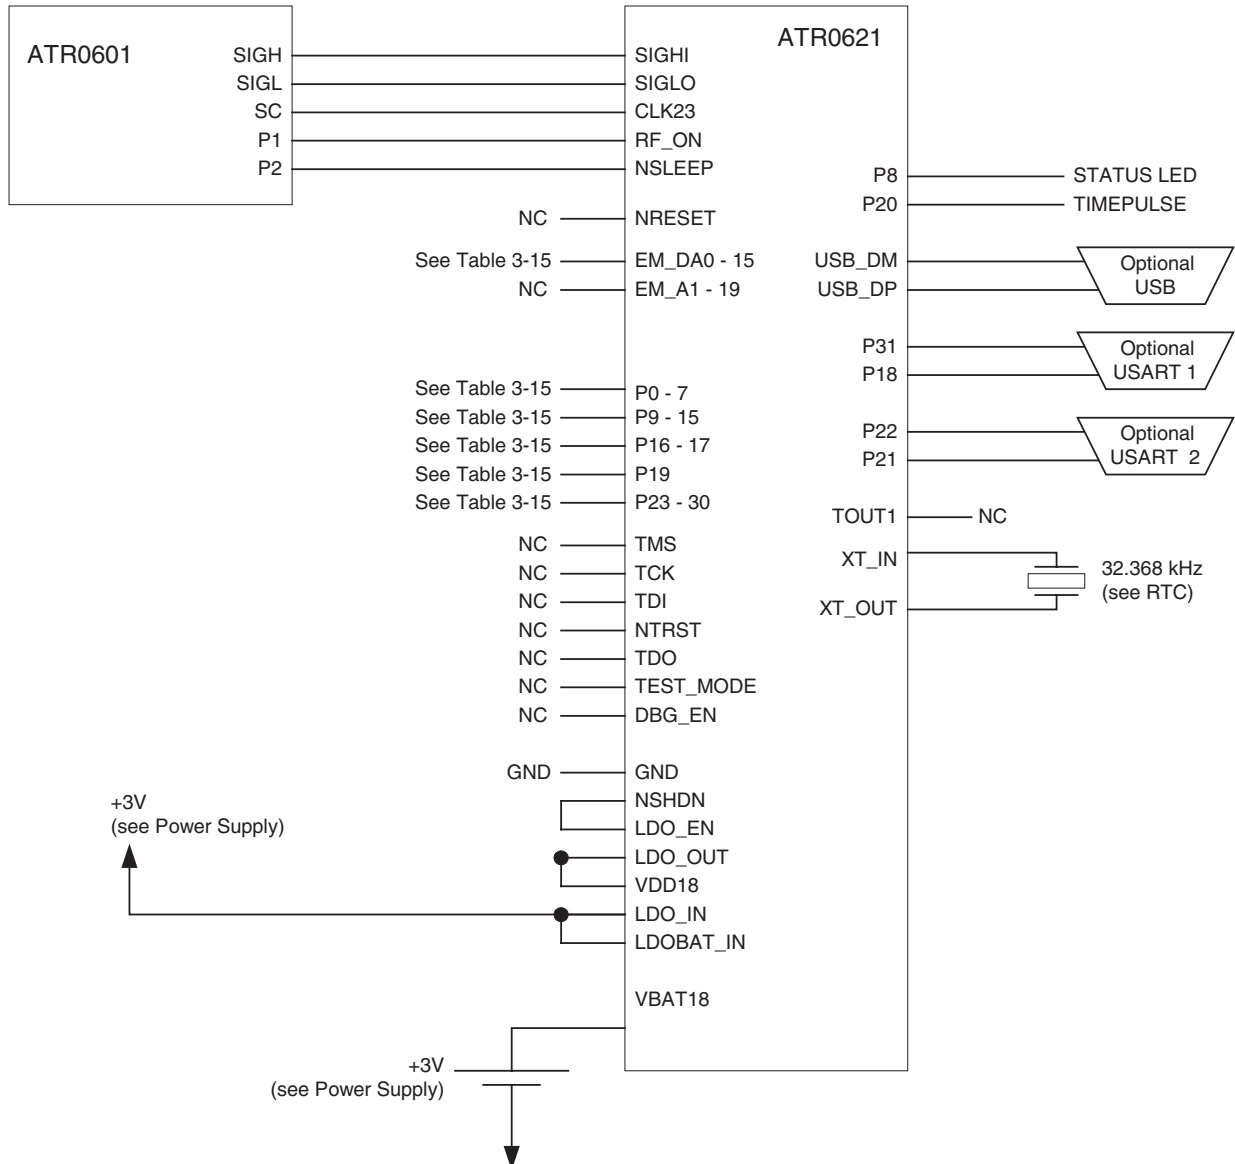 ATR0601
SIGH
SIGL
SC
P1
P2
ATR0621
SIGHI
SIGLO
CLK23
RF_ON
NSLEEP
NC NRESET
See Table 3-15 EM_DA0 - 15
NC EM_A1 - 19
See Table 3-15 P0 - 7
See Table 3-15 P9 - 15
See Table 3-15 P16 - 17
See Table 3-15 P19
See Table 3-15 P23 - 30
NC TMS
NC TCK
NC TDI
NC NTRST
NC TDO
NC TEST_MODE
NC DBG_EN
GND GND
NSHDN
LDO_EN
LDO_OUT
VDD18
LDO_IN
LDOBAT_IN
VBAT18
+3V
(see Power Supply)
+3V
(see Power Supply)
P8 STATUS LED
P20 TIMEPULSE
USB_DM
USB_DP
Optional
USB
P31
P18
Optional
USART 1
P22
P21
Optional
USART 2
TOUT1 NC
XT_IN
XT_OUT
32.368 kHz
(see RTC)